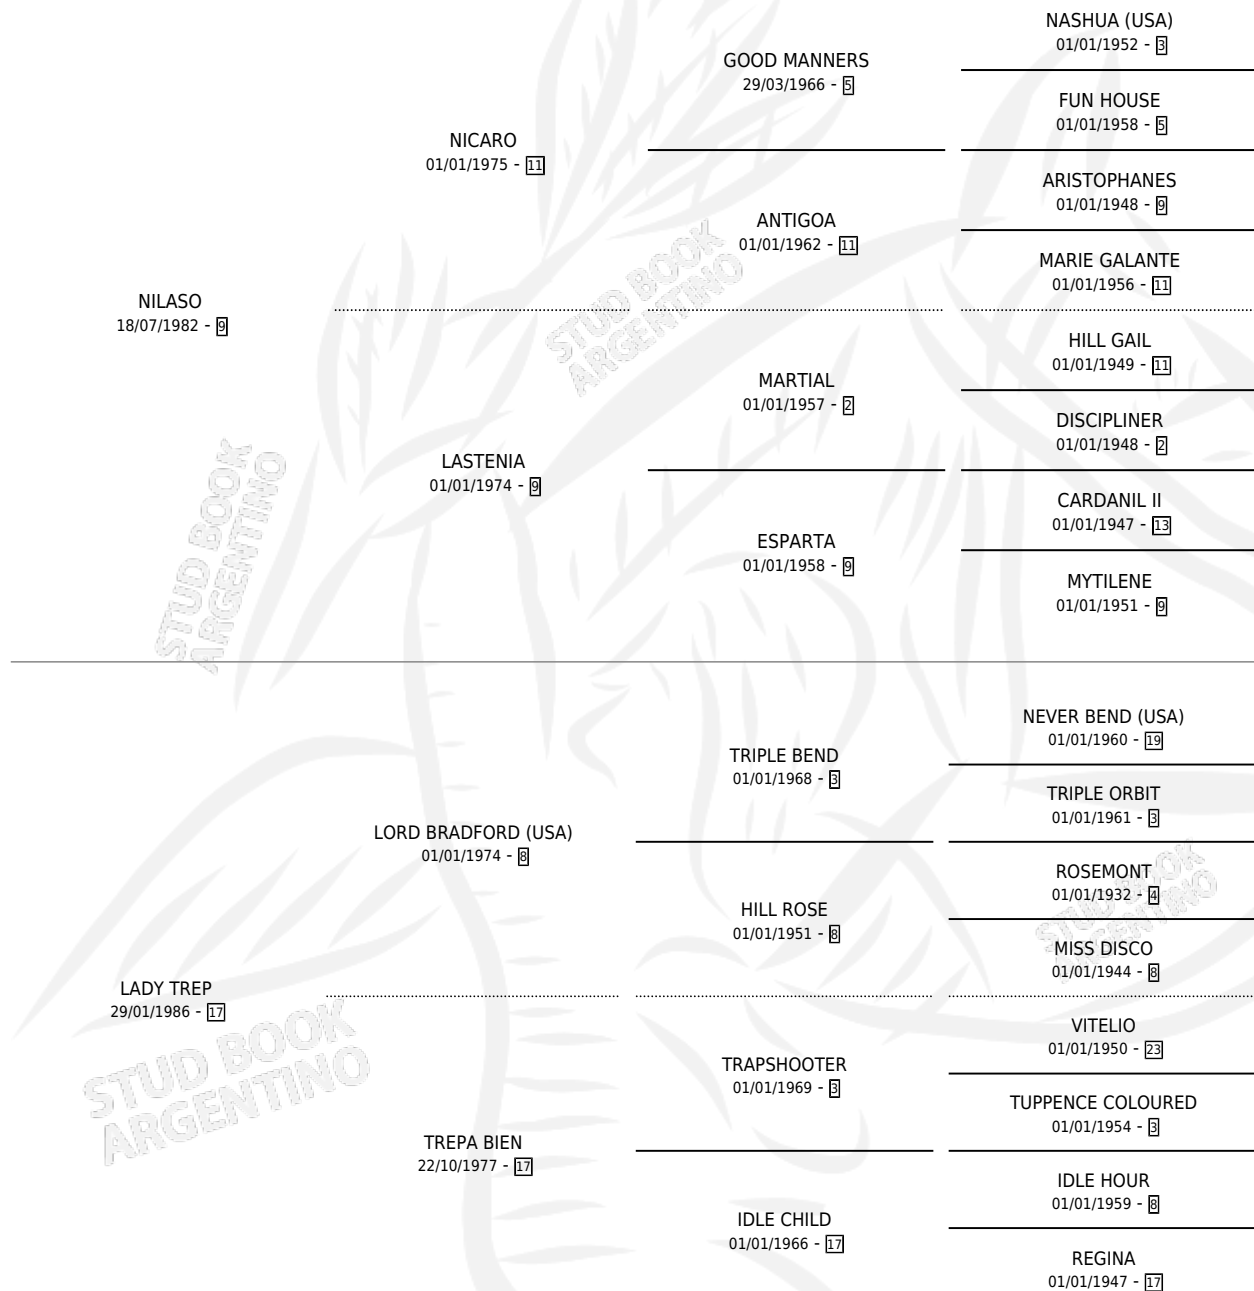 NASHUA (USA)
01/01/1952 - 3
GOOD MANNERS
29/03/1966 - 5
FUN HOUSE
01/01/1958 - 5
NICARO
01/01/1975 - 11
ARISTOPHANES
01/01/1948 - 9
ANTIGOA
01/01/1962 - 11
MARIE GALANTE
01/01/1956 - 11
NILASO
18/07/1982 - 9
STUD BOOK
ARGENTINO
HILL GAIL
01/01/1949 - 11
MARTIAL
01/01/1957 - 2
DISCIPLINER
01/01/1948 - 2
LASTENIA
01/01/1974 - 9
CARDANIL II
01/01/1947 - 13
ESPARTA
01/01/1958 - 9
MYTILENE
01/01/1951 - 9
STUD BOOK
ARGENTINO
NEVER BEND (USA)
01/01/1960 - 19
TRIPLE BEND
01/01/1968 - 3
TRIPLE ORBIT
01/01/1961 - 3
LORD BRADFORD (USA)
01/01/1974 - 8
ROSEMONT
01/01/1932 - 4
HILL ROSE
01/01/1951 - 8
MISS DISCO
01/01/1944 - 8
STUD BOOK
ARGENTINO
LADY TREP
29/01/1986 - 17
VITELIO
01/01/1950 - 23
TRAPSHOOTER
01/01/1969 - 3
TUPPENCE COLOURED
01/01/1954 - 3
STUD BOOK
ARGENTINO
TREPA BIEN
22/10/1977 - 17
IDLE HOUR
01/01/1959 - 8
IDLE CHILD
01/01/1966 - 17
REGINA
01/01/1947 - 17